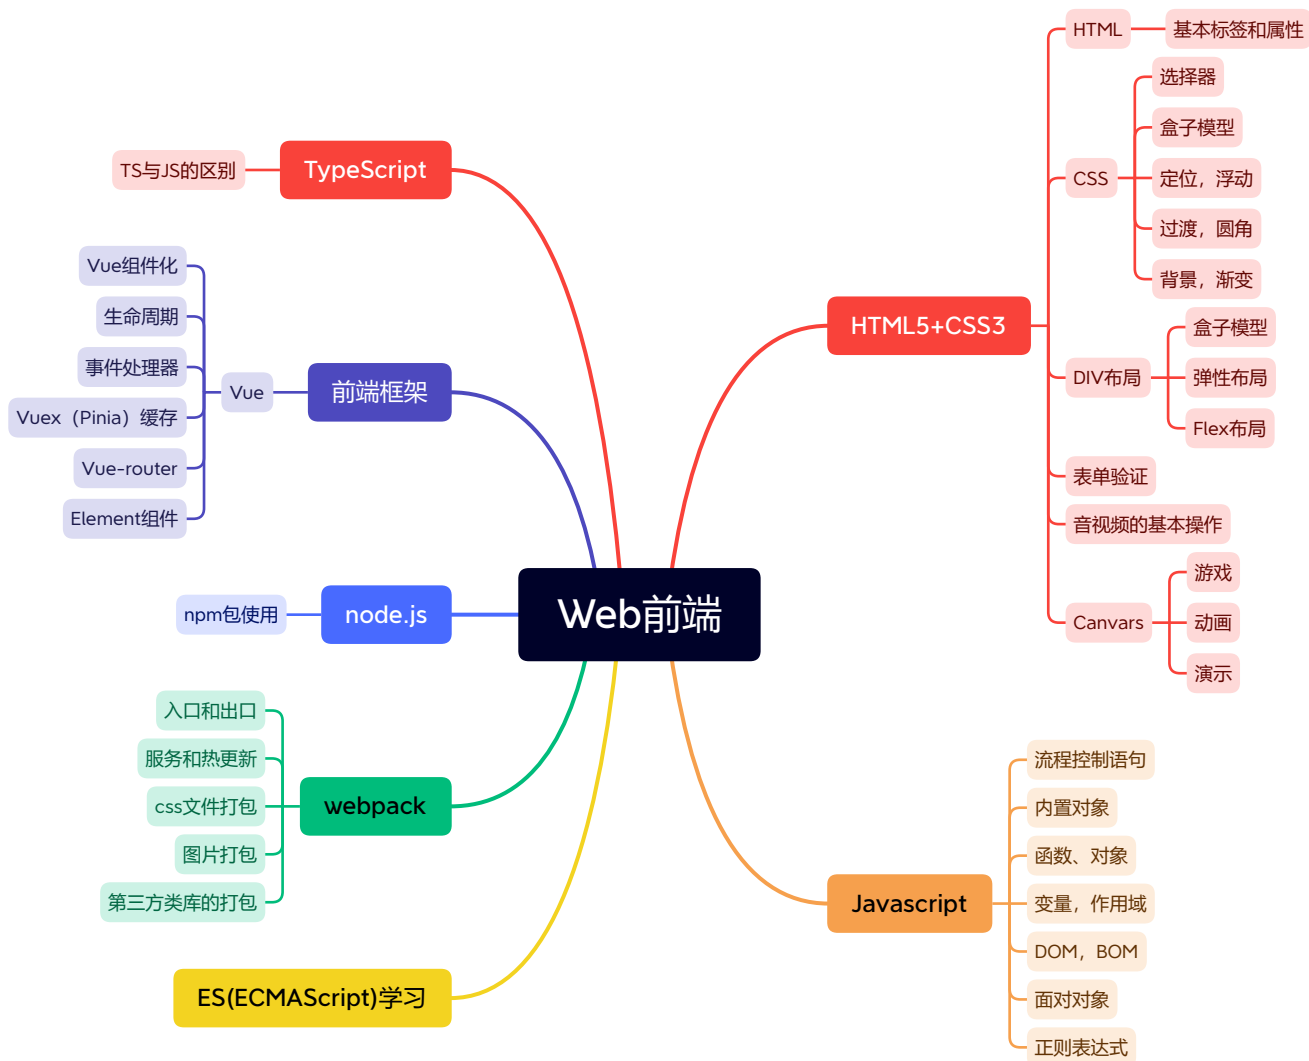 Web前端
HTML5+CSS3
HTML
基本标签和属性
CSS
选择器
盒子模型
定位，浮动
过渡，圆角
背景，渐变
DIV布局
盒子模型
弹性布局
Flex布局
表单验证
音视频的基本操作
Canvars
游戏
动画
演示
Javascript
流程控制语句
内置对象
函数、对象
变量，作用域
DOM，BOM
面对对象
正则表达式
TypeScript
TS与JS的区别
前端框架
Vue
Vue组件化
生命周期
事件处理器
Vuex（Pinia）缓存
Vue-router
Element组件
node.js
npm包使用
webpack
入口和出口
服务和热更新
css文件打包
图片打包
第三方类库的打包
ES(ECMAScript)学习